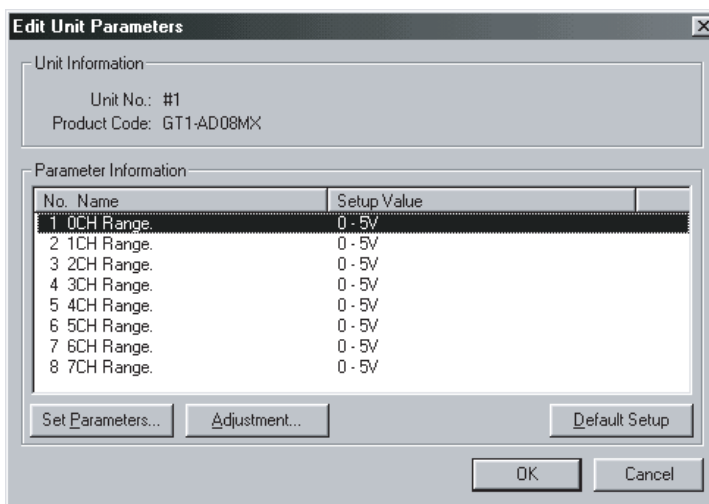 Edit Unit Parameters
Unit Information
Unit No.: #1
Product Code: GT1-AD08MX
Parameter Information
No. Name Setup Value
1 0CH Range. 0 - 5V
2 1CH Range. 0 - 5V
3 2CH Range. 0 - 5V
4 3CH Range. 0 - 5V
5 4CH Range. 0 - 5V
6 5CH Range. 0 - 5V
7 6CH Range. 0 - 5V
8 7CH Range. 0 - 5V
Set Parameters... Adjustment... Default Setup
OK Cancel